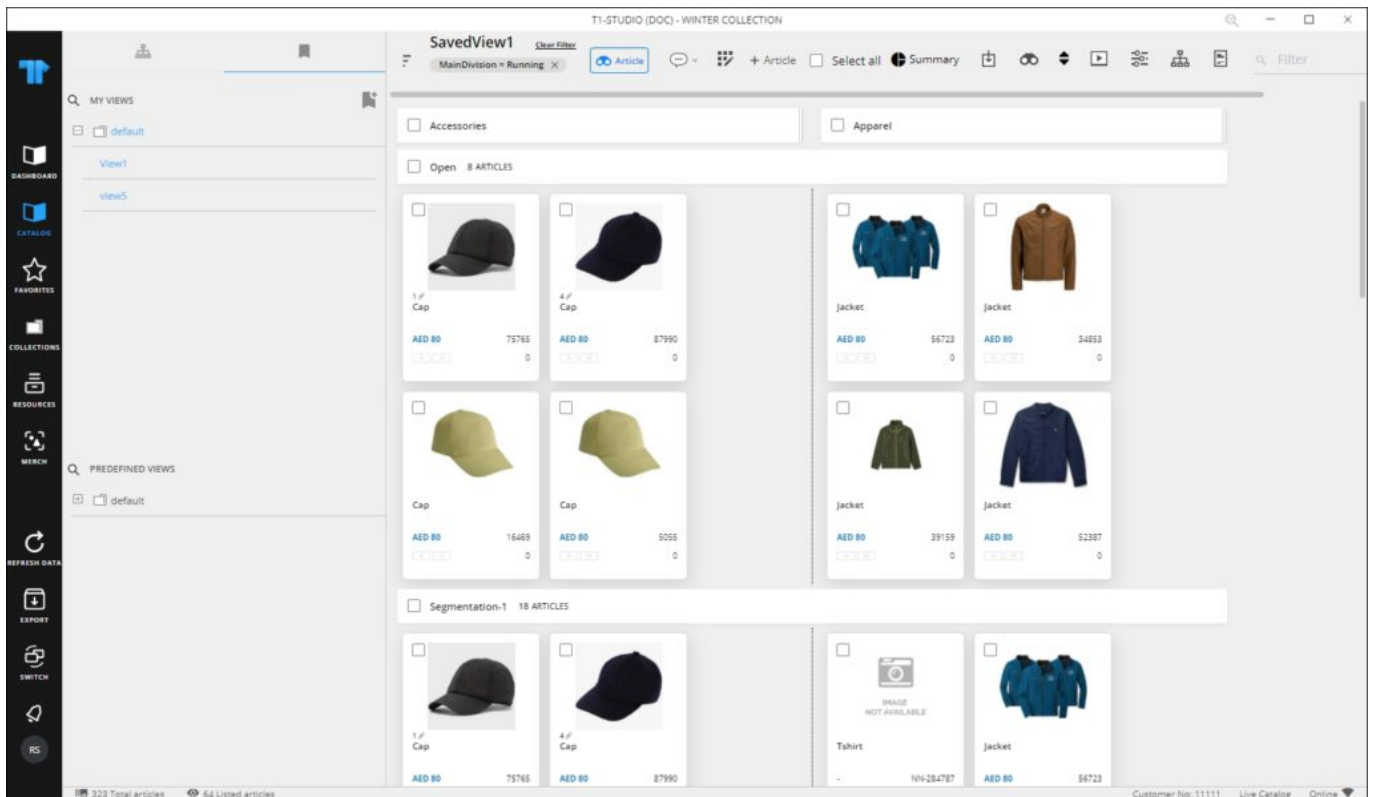 T1-STUDIO (DOC) - WINTER COLLECTION
SavedView1 Clear Filter
MainDivision = Running ×
Article
+ Article Select all Summary
Filter
MY VIEWS
default
View1
view5
PREDEFINED VIEWS
default
DASHBOARD
CATALOG
FAVORITES
COLLECTIONS
RESOURCES
MERCH
REFRESH DATA
EXPORT
SWITCH
RS
Accessories Apparel
Open 8 ARTICLES
1 4
Cap Cap Jacket Jacket
AED 80 75765 AED 80 87990 AED 80 56723 AED 80 34853
0 0 0 0
Cap Cap Jacket Jacket
AED 80 16469 AED 80 5055 AED 80 39159 AED 80 52387
0 0 0 0
Segmentation-1 18 ARTICLES
IMAGE
NOT AVAILABLE
1 4
Cap Cap Tshirt Jacket
AED 80 75765 AED 80 87990 - NN-284787 AED 80 56723
323 Total articles 64 Listed articles Customer No: 11111 Live Catalog Online